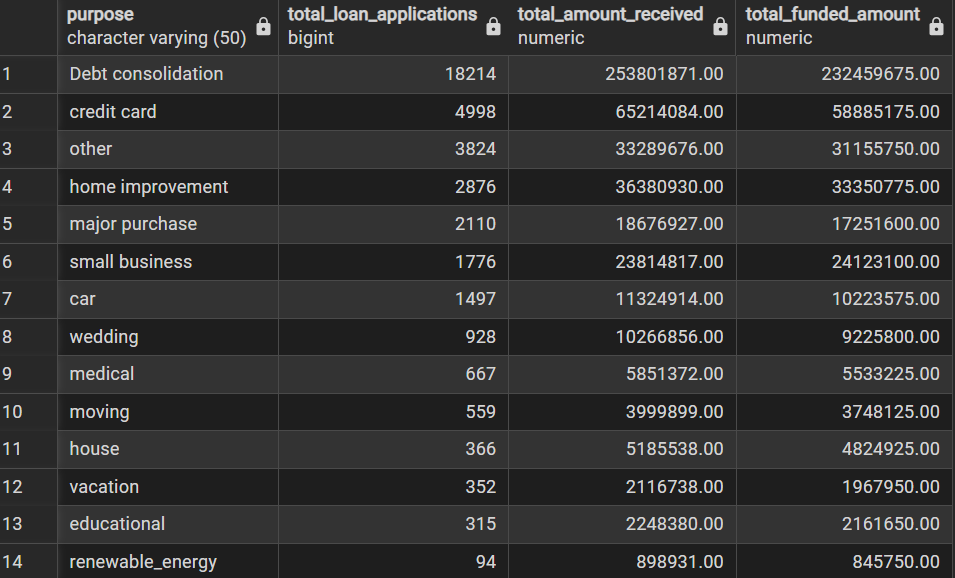 purpose total_loan_applications total_amount_received total_funded_amount
character varying (50) bigint numeric numeric
1 Debt consolidation 18214 253801871.00 232459675.00
2 credit card 4998 65214084.00 58885175.00
3 other 3824 33289676.00 31155750.00
4 home improvement 2876 36380930.00 33350775.00
5 major purchase 2110 18676927.00 17251600.00
6 small business 1776 23814817.00 24123100.00
7 car 1497 11324914.00 10223575.00
8 wedding 928 10266856.00 9225800.00
9 medical 667 5851372.00 5533225.00
10 moving 559 3999899.00 3748125.00
11 house 366 5185538.00 4824925.00
12 vacation 352 2116738.00 1967950.00
13 educational 315 2248380.00 2161650.00
14 renewable_energy 94 898931.00 845750.00